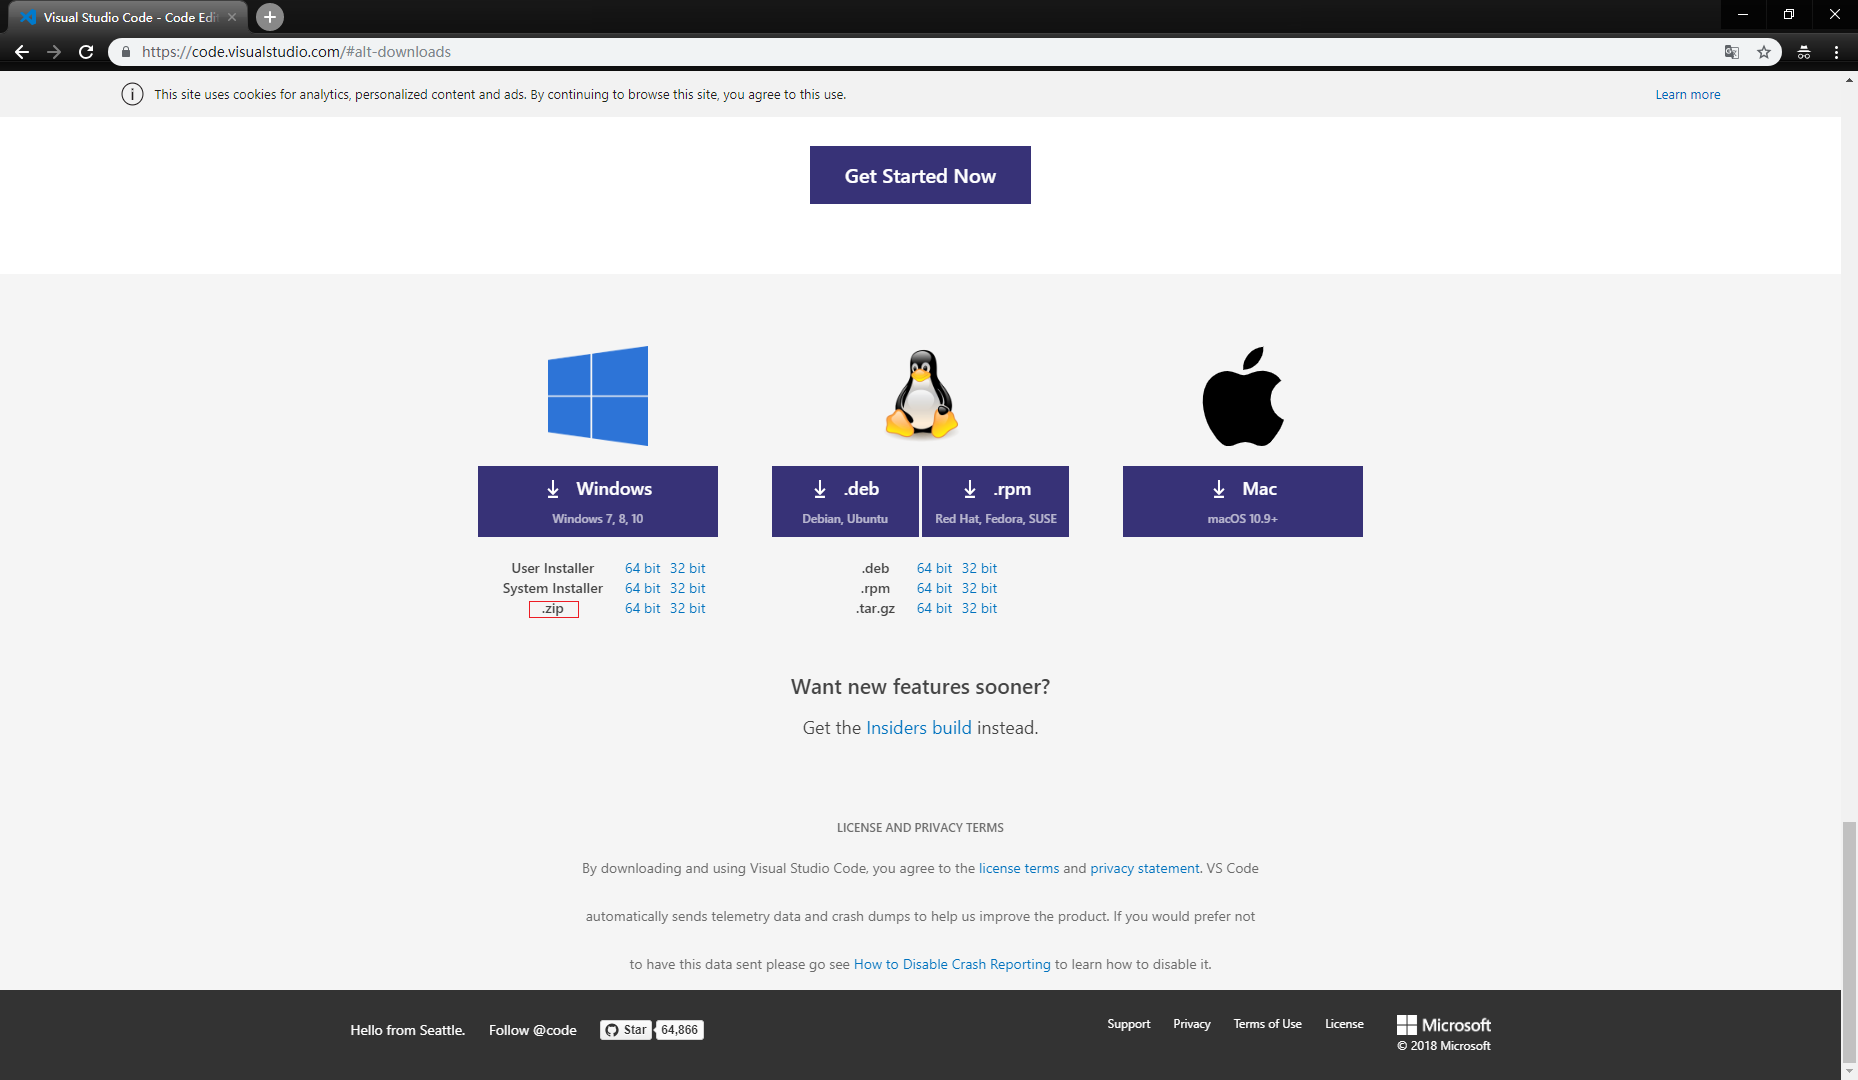 Visual Studio Code - Code Edi
https://code.visualstudio.com/#alt-downloads
This site uses cookies for analytics, personalized content and ads. By continuing to browse this site, you agree to this use.
Learn more
Get Started Now
Windows
Windows 7, 8, 10
.deb
Debian, Ubuntu
.rpm
Red Hat, Fedora, SUSE
Mac
macOS 10.9+
User Installer 64 bit 32 bit
System Installer 64 bit 32 bit
.zip 64 bit 32 bit
.deb 64 bit 32 bit
.rpm 64 bit 32 bit
.tar.gz 64 bit 32 bit
Want new features sooner?
Get the Insiders build instead.
LICENSE AND PRIVACY TERMS
By downloading and using Visual Studio Code, you agree to the license terms and privacy statement. VS Code
automatically sends telemetry data and crash dumps to help us improve the product. If you would prefer not
to have this data sent please go see How to Disable Crash Reporting to learn how to disable it.
Hello from Seattle. Follow @code Star 64,866
Support Privacy Terms of Use License
Microsoft
© 2018 Microsoft